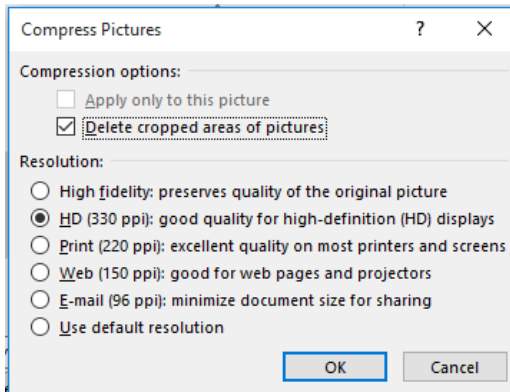 Compress Pictures ?
Compression options:
Apply only to this picture
Delete cropped areas of pictures
Resolution:
High fidelity: preserves quality of the original picture
HD (330 ppi): good quality for high-definition (HD) displays
Print (220 ppi): excellent quality on most printers and screens
Web (150 ppi): good for web pages and projectors
E-mail (96 ppi): minimize document size for sharing
Use default resolution
OK Cancel